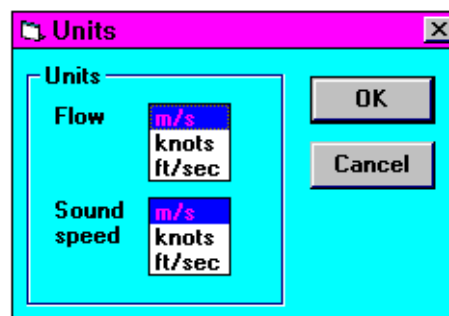 Units
Units
Flow
m/s
knots
ft/sec
Sound
speed
m/s
knots
ft/sec
OK
Cancel